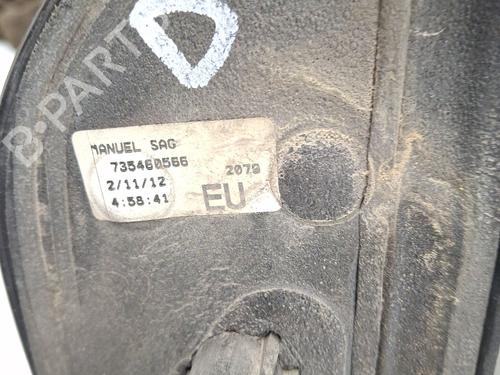 D
B-PARTS
MANUEL SAG
735460566
2079
2/11/12
EU
4:58:41